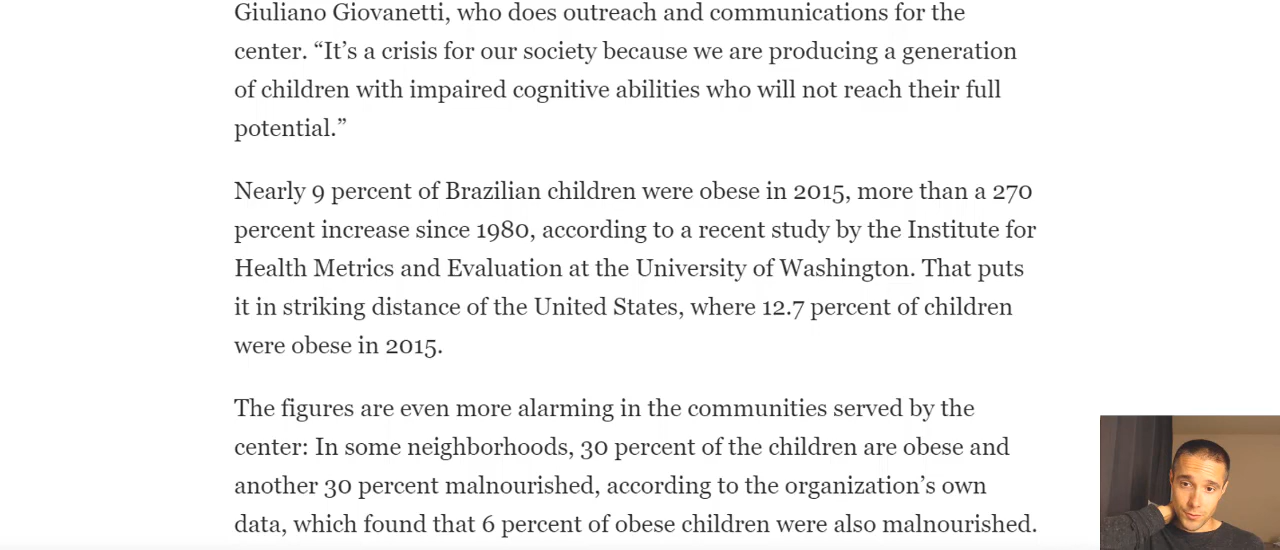 Giuliano Giovanetti, who does outreach and communications for the
center. “It’s a crisis for our society because we are producing a generation
of children with impaired cognitive abilities who will not reach their full
potential.”
Nearly 9 percent of Brazilian children were obese in 2015, more than a 270
percent increase since 1980, according to a recent study by the Institute for
Health Metrics and Evaluation at the University of Washington. That puts
it in striking distance of the United States, where 12.7 percent of children
were obese in 2015.
The figures are even more alarming in the communities served by the
center: In some neighborhoods, 30 percent of the children are obese and
another 30 percent malnourished, according to the organization’s own
data, which found that 6 percent of obese children were also malnourished.